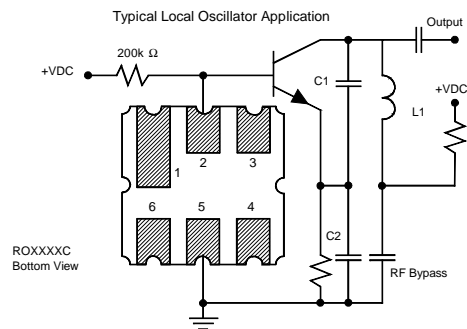 Typical Local Oscillator Application
Output
200k Ω
+VDC
C1
+VDC
L1
1
2
3
6
5
4
C2
ROXXXXC
Bottom View
RF Bypass